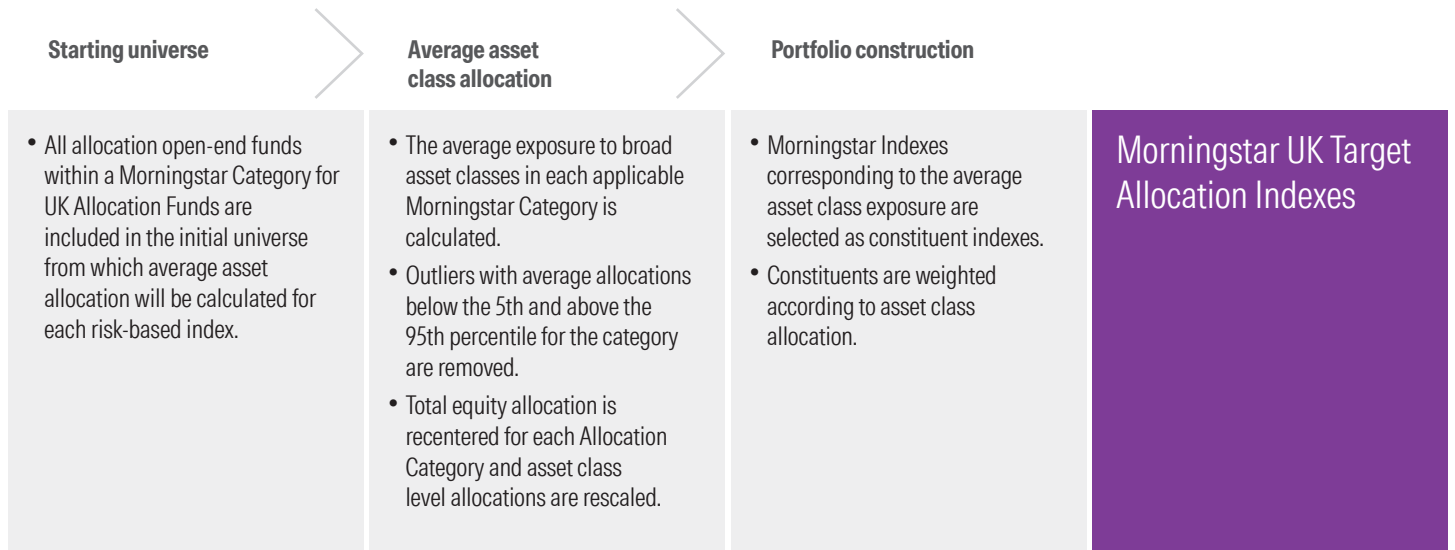 Starting universe
Average asset
class allocation
Portfolio construction
• All allocation open-end funds
within a Morningstar Category for
UK Allocation Funds are
included in the initial universe
from which average asset
allocation will be calculated for
each risk-based index.
• The average exposure to broad
asset classes in each applicable
Morningstar Category is
calculated.
• Outliers with average allocations
below the 5th and above the
95th percentile for the category
are removed.
• Total equity allocation is
recentered for each Allocation
Category and asset class
level allocations are rescaled.
• Morningstar Indexes
corresponding to the average
asset class exposure are
selected as constituent indexes.
• Constituents are weighted
according to asset class
allocation.
Morningstar UK Target
Allocation Indexes